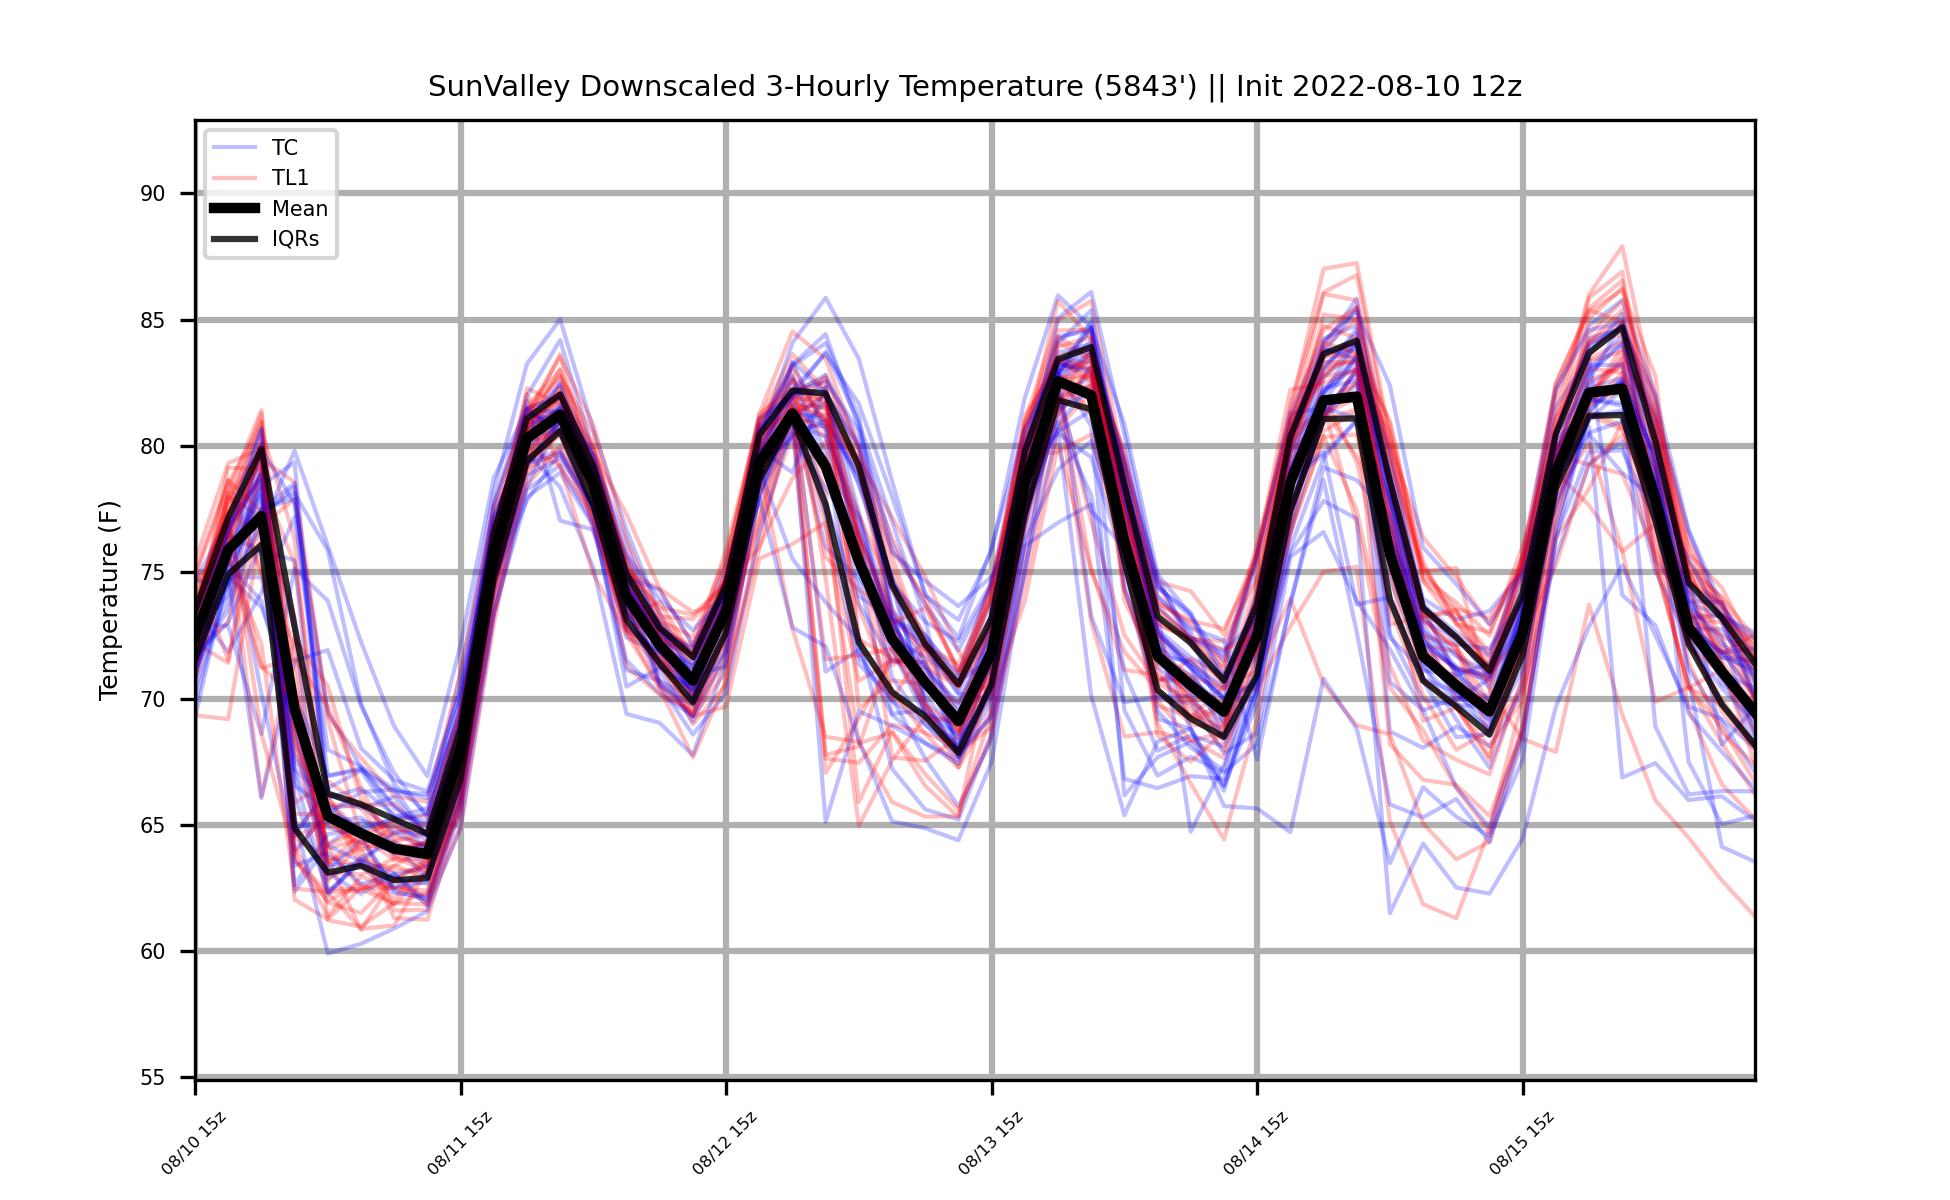 SunValley Downscaled 3-Hourly Temperature (5843') || Init 2022-08-10 12z
TC
TL1
Mean
IQRs
Temperature (F)
90
85
80
75
70
65
60
55
08/10 15z
08/11 15z
08/12 15z
08/13 15z
08/14 15z
08/15 15z